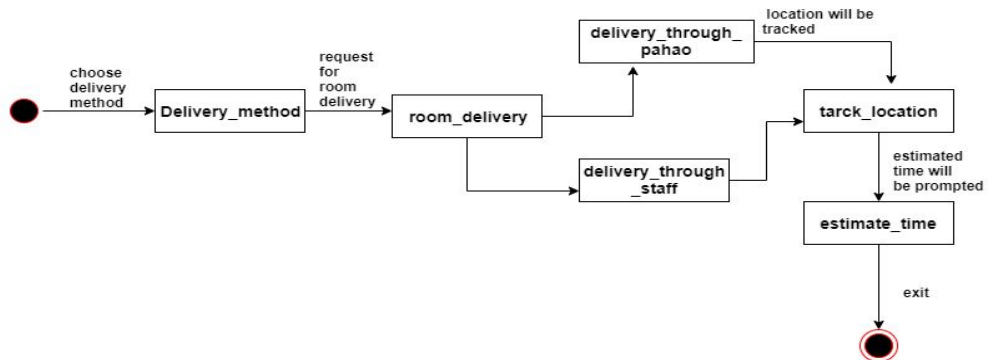 choose
delivery
method
Delivery_method
request
for
room
delivery
room_delivery
delivery_through_
pahao
location will be
tracked
delivery_through
_staff
tarck_location
estimated
time will
be prompted
estimate_time
exit